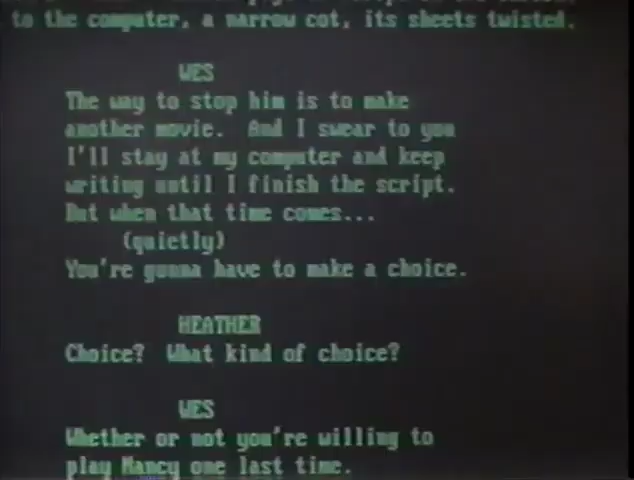 to the computer, a narrow cot, its sheets twisted.
WES
The way to stop him is to make
another movie. And I swear to you
I'll stay at my computer and keep
writing until I finish the script.
But when that time comes...
(quietly)
You're gunna have to make a choice.
HEATHER
Choice? What kind of choice?
WES
Whether or not you're willing to
play Nancy one last time.